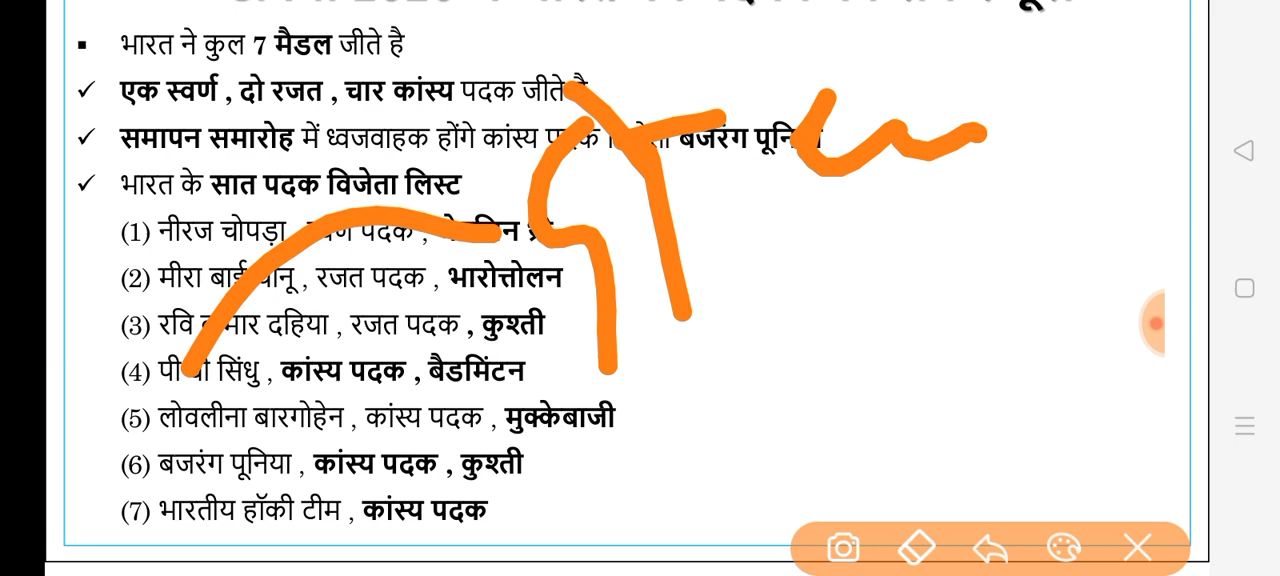 भारत ने कुल 7 मैडल जीते है
एक स्वर्ण , दो रजत , चार कांस्य पदक जीते है
समापन समारोह में ध्वजवाहक होंगे कांस्य बजरंग पूनिया
भारत के सात पदक विजेता लिस्ट
(1) नीरज चोपड़ा , पदक ,
(2) मीरा बाई चानू , रजत पदक , भारोत्तोलन
(3) रवि कुमार दहिया , रजत पदक , कुश्ती
(4) पीवी सिंधु , कांस्य पदक , बैडमिंटन
(5) लोवलीना बारगोहेन , कांस्य पदक , मुक्केबाजी
(6) बजरंग पूनिया , कांस्य पदक , कुश्ती
(7) भारतीय हॉकी टीम , कांस्य पदक